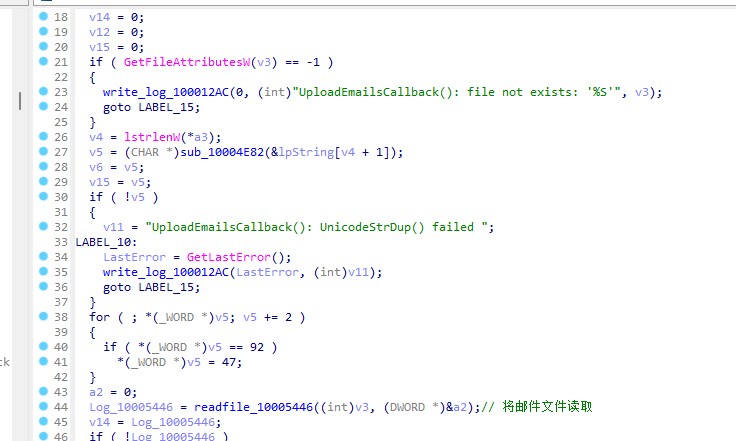 18 v14 = 0;
19 v12 = 0;
20 v15 = 0;
21 if ( GetFileAttributesW(v3) == -1 )
22 {
23 write_log_100012AC(0, (int)"UploadEmailsCallback(): file not exists: '%S'", v3);
24 goto LABEL_15;
25 }
26 v4 = lstrlenW(*a3);
27 v5 = (CHAR *)sub_10004E82(&lpString[v4 + 1]);
28 v6 = v5;
29 v15 = v5;
30 if ( !v5 )
31 {
32 v11 = "UploadEmailsCallback(): UnicodeStrDup() failed ";
33 LABEL_10:
34 LastError = GetLastError();
35 write_log_100012AC(LastError, (int)v11);
36 goto LABEL_15;
37 }
38 for ( ; *(_WORD *)v5; v5 += 2 )
39 {
40 if ( *(_WORD *)v5 == 92 )
ck 41 *(_WORD *)v5 = 47;
42 }
43 a2 = 0;
44 Log_10005446 = readfile_10005446((int)v3, (DWORD *)&a2);// 将邮件文件读取
45 v14 = Log_10005446;
46 if ( !Log_10005446 )